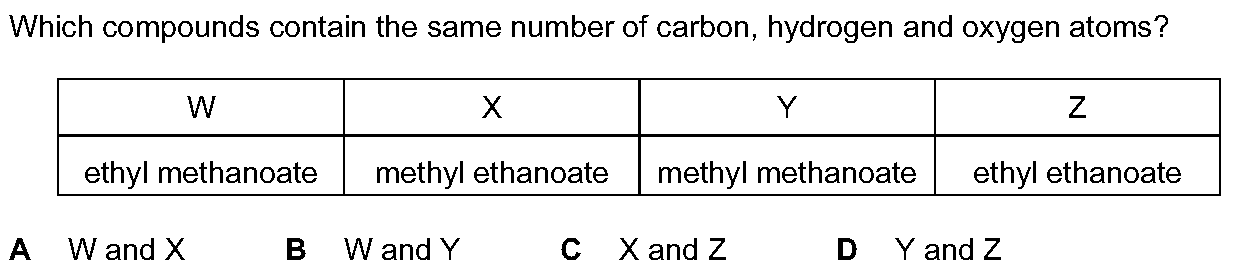 Which compounds contain the same number of carbon, hydrogen and oxygen atoms?
W X Y Z
ethyl methanoate methyl ethanoate methyl methanoate ethyl ethanoate
A W and X B W and Y C X and Z D Y and Z